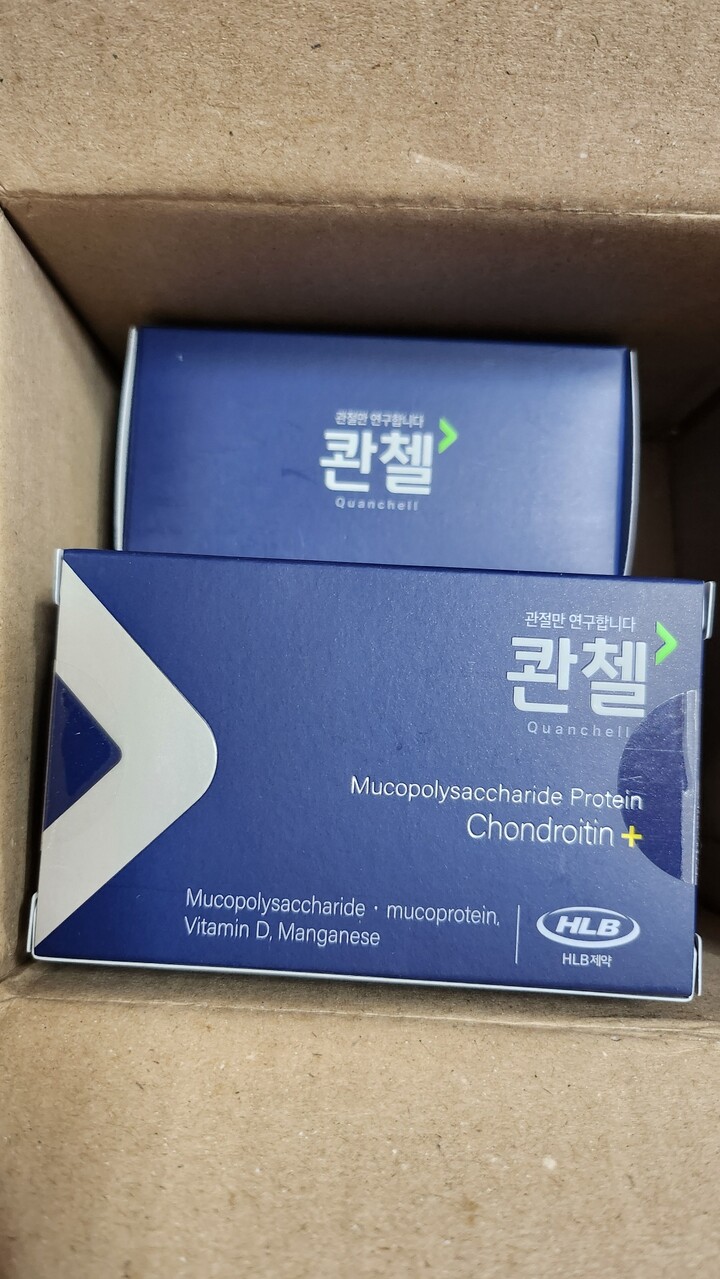 관절만 연구합니다
콴첼
Quanchell
관절만 연구합니다
콴첼
Quanchell
Mucopolysaccharide Protein
Chondroitin +
Mucopolysaccharide · mucoprotein,
Vitamin D, Manganese
HLB
HLB제약